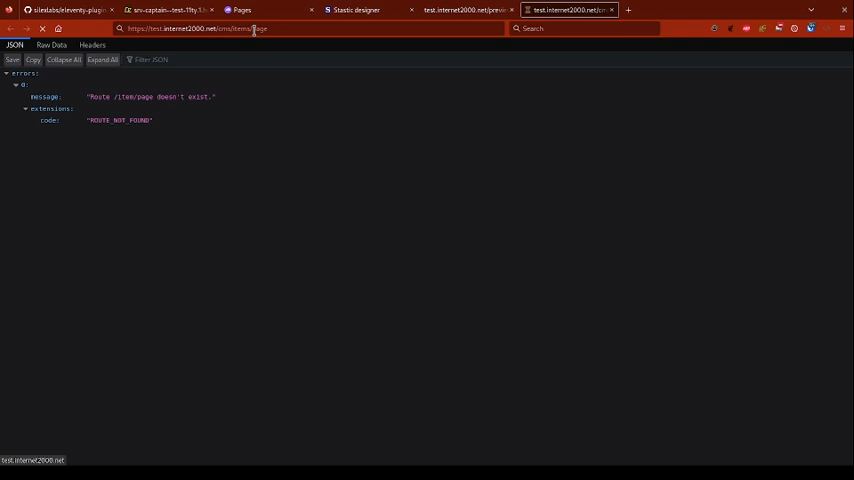 silexlabs/eleventy-plugin
srv-captain--test-11ty.1.h
Pages
Stastic designer
test.internet2000.net/previ
test.internet2000.net/cm
https://test.internet2000.net/cms/items/page
Search
JSON
Raw Data
Headers
Save
Copy
Collapse All
Expand All
Filter JSON
errors:
0:
message: "Route /item/page doesn't exist."
extensions:
code: "ROUTE_NOT_FOUND"
test.internet2000.net